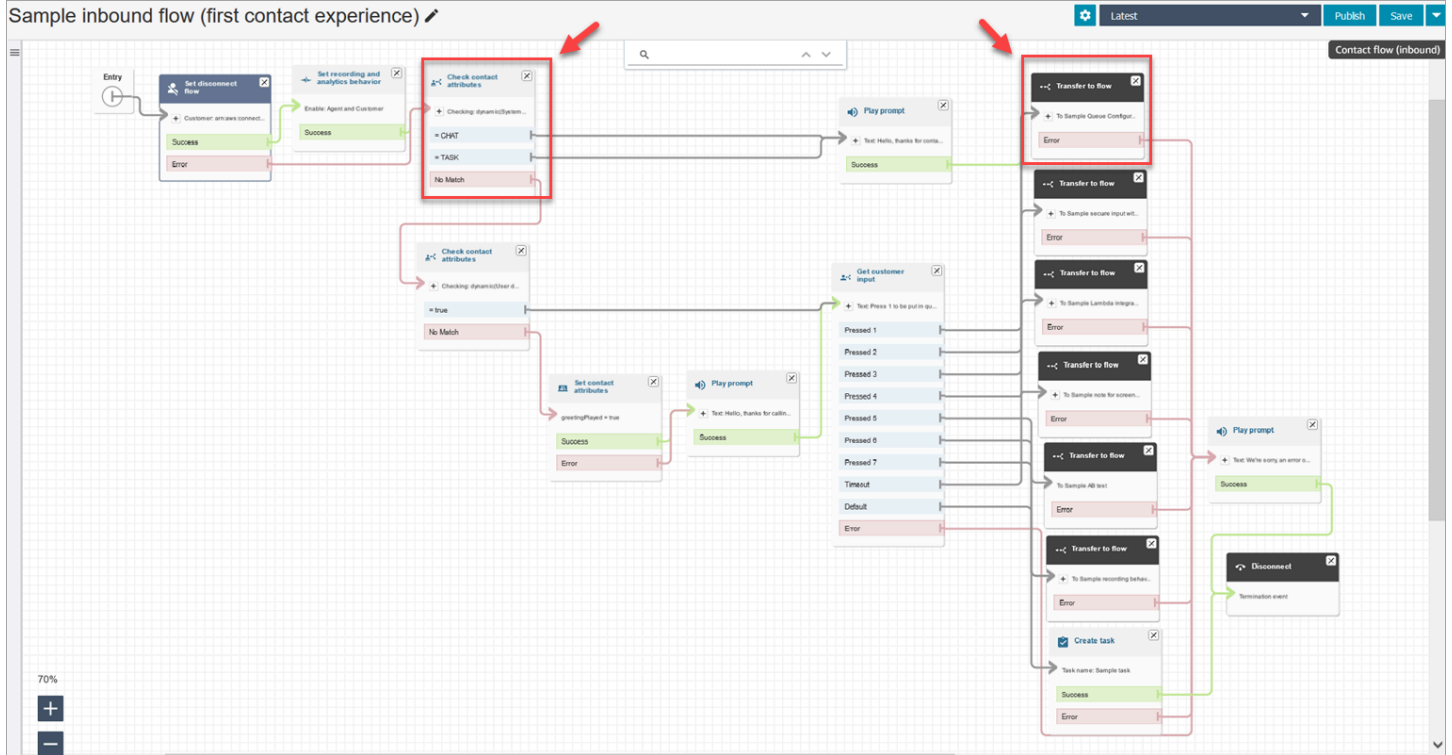 Sample inbound flow (first contact experience)
Latest
Publish
Save
Contact flow (inbound)
Entry
Set disconnect
flow
Customer: arn:aws:connect...
Success
Error
Set recording and
analytics behavior
Enable: Agent and Customer
Success
Check contact
attributes
Checking: dynamic(System...
= CHAT
= TASK
No Match
Play prompt
Text: Hello, thanks for conta...
Success
Transfer to flow
To Sample Queue Configur...
Error
Transfer to flow
To Sample secure input wit...
Error
Check contact
attributes
Checking: dynamic(User d...
= true
No Match
Get customer
input
Text: Press 1 to be put in qu...
Pressed 1
Pressed 2
Pressed 3
Pressed 4
Pressed 5
Pressed 6
Pressed 7
Timeout
Default
Error
Transfer to flow
To Sample Lambda integra...
Error
Transfer to flow
To Sample note for screen...
Error
Set contact
attributes
greetingPlayed = true
Success
Error
Play prompt
Text: Hello, thanks for callin...
Success
Transfer to flow
To Sample AB test
Error
Play prompt
Text: We're sorry, an error o...
Success
Transfer to flow
To Sample recording behav...
Error
Disconnect
Termination event
Create task
Task name: Sample task
Success
Error
70%